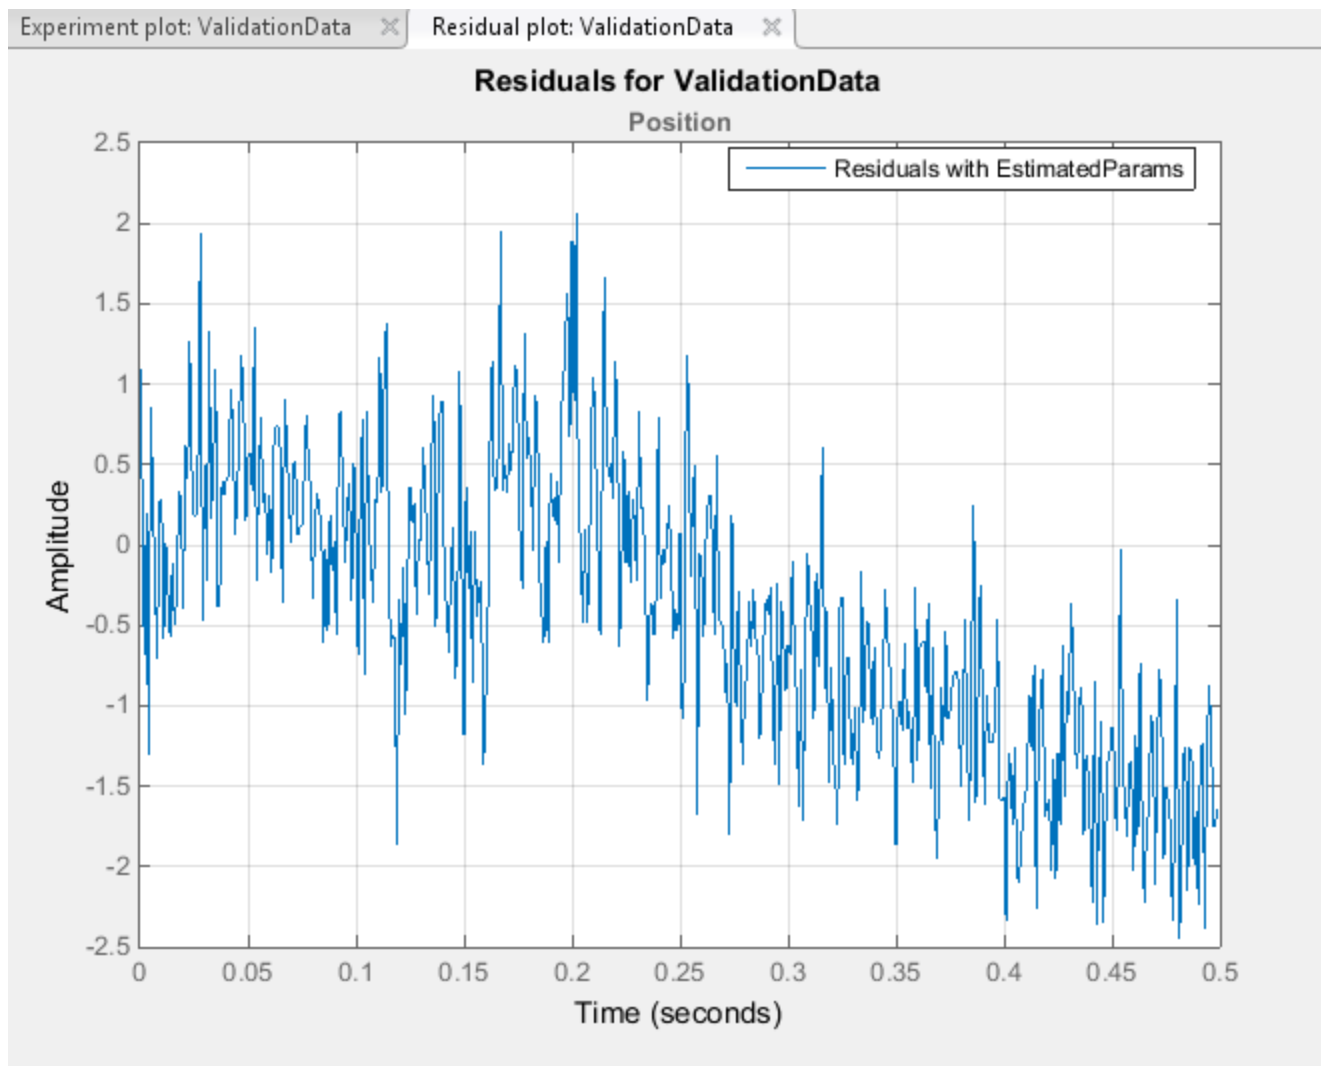 Experiment plot: ValidationData
Residual plot: ValidationData
Residuals for ValidationData
Position
Residuals with EstimatedParams
2.5
2
1.5
1
0.5
0
-0.5
-1
-1.5
-2
-2.5
Amplitude
0 0.05 0.1 0.15 0.2 0.25 0.3 0.35 0.4 0.45 0.5
Time (seconds)